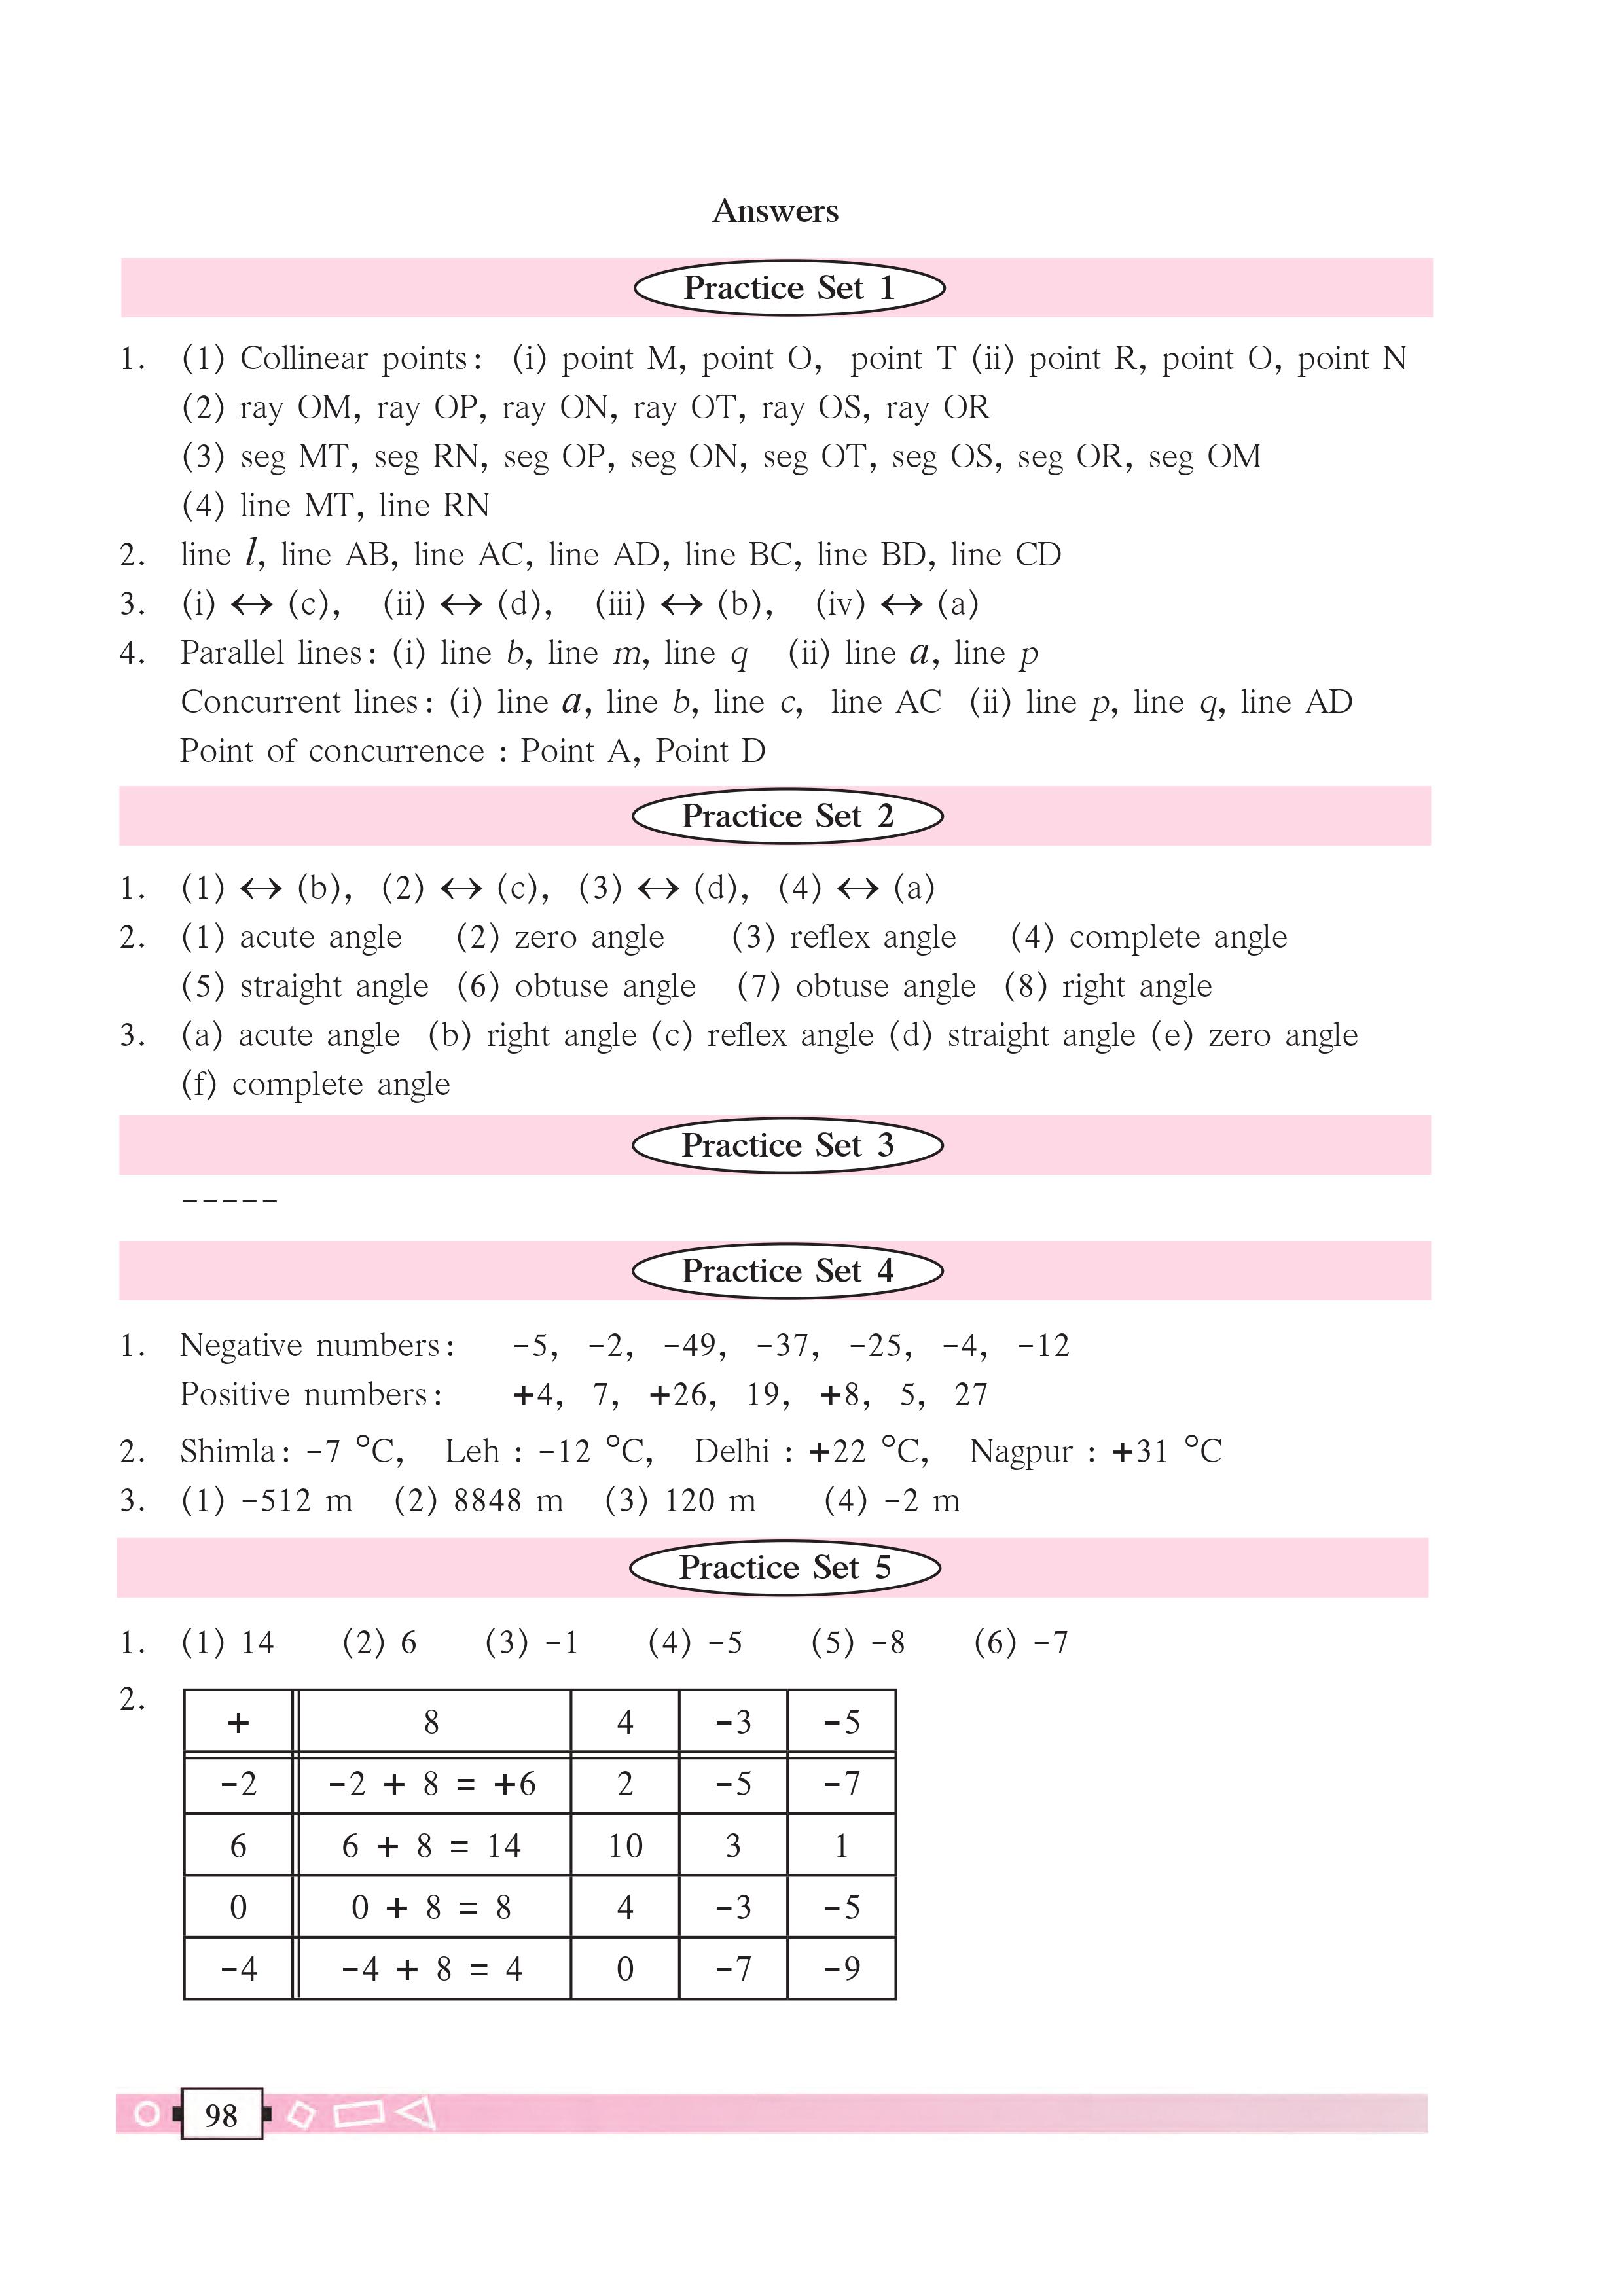 Answers
Practice Set 1
1. (1) Collinear points: (i) point M, point O, point T (ii) point R, point O, point N
(2) ray OM, ray OP, ray ON, ray OT, ray OS, ray OR
(3) seg MT, seg RN, seg OP, seg ON, seg OT, seg OS, seg OR, seg OM
(4) line MT, line RN
2. line l, line AB, line AC, line AD, line BC, line BD, line CD
3. (i) ↔ (c), (ii) ↔ (d), (iii) ↔ (b), (iv) ↔ (a)
4. Parallel lines: (i) line b, line m, line q (ii) line a, line p
Concurrent lines: (i) line a, line b, line c, line AC (ii) line p, line q, line AD
Point of concurrence : Point A, Point D
Practice Set 2
1. (1) ↔ (b), (2) ↔ (c), (3) ↔ (d), (4) ↔ (a)
2. (1) acute angle (2) zero angle (3) reflex angle (4) complete angle
(5) straight angle (6) obtuse angle (7) obtuse angle (8) right angle
3. (a) acute angle (b) right angle (c) reflex angle (d) straight angle (e) zero angle
(f) complete angle
Practice Set 3
-----
Practice Set 4
1. Negative numbers: -5, -2, -49, -37, -25, -4, -12
Positive numbers: +4, 7, +26, 19, +8, 5, 27
2. Shimla: -7 °C, Leh : -12 °C, Delhi : +22 °C, Nagpur : +31 °C
3. (1) -512 m (2) 8848 m (3) 120 m (4) -2 m
Practice Set 5
1. (1) 14 (2) 6 (3) -1 (4) -5 (5) -8 (6) -7
2.
+ 8 4 -3 -5
-2 -2 + 8 = +6 2 -5 -7
6 6 + 8 = 14 10 3 1
0 0 + 8 = 8 4 -3 -5
-4 -4 + 8 = 4 0 -7 -9
98